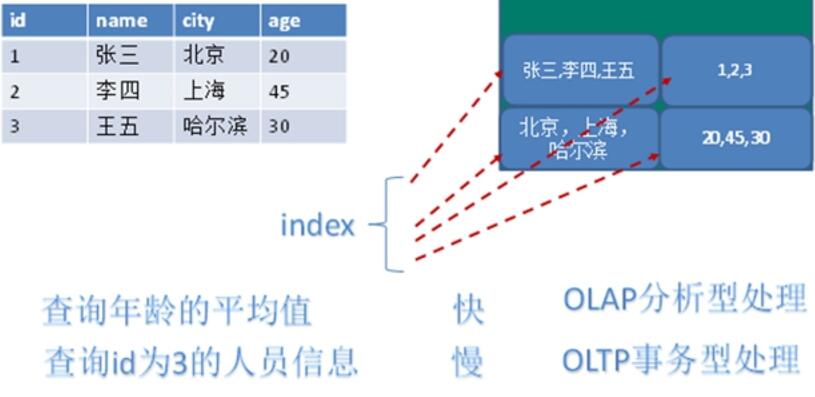 id name city age
1 张三 北京 20
2 李四 上海 45
3 王五 哈尔滨 30
张三,李四,王五
1,2,3
北京，上海，
哈尔滨
20,45,30
index
查询年龄的平均值 快 OLAP分析型处理
查询id为3的人员信息 慢 OLTP事务型处理